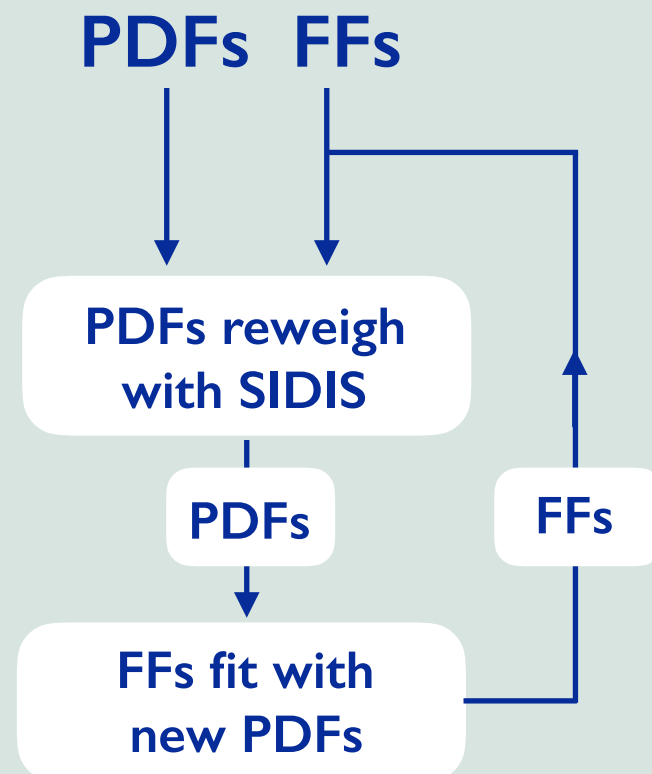 PDFs FFs
PDFs reweigh
with SIDIS
PDFs
FFs
FFs fit with
new PDFs